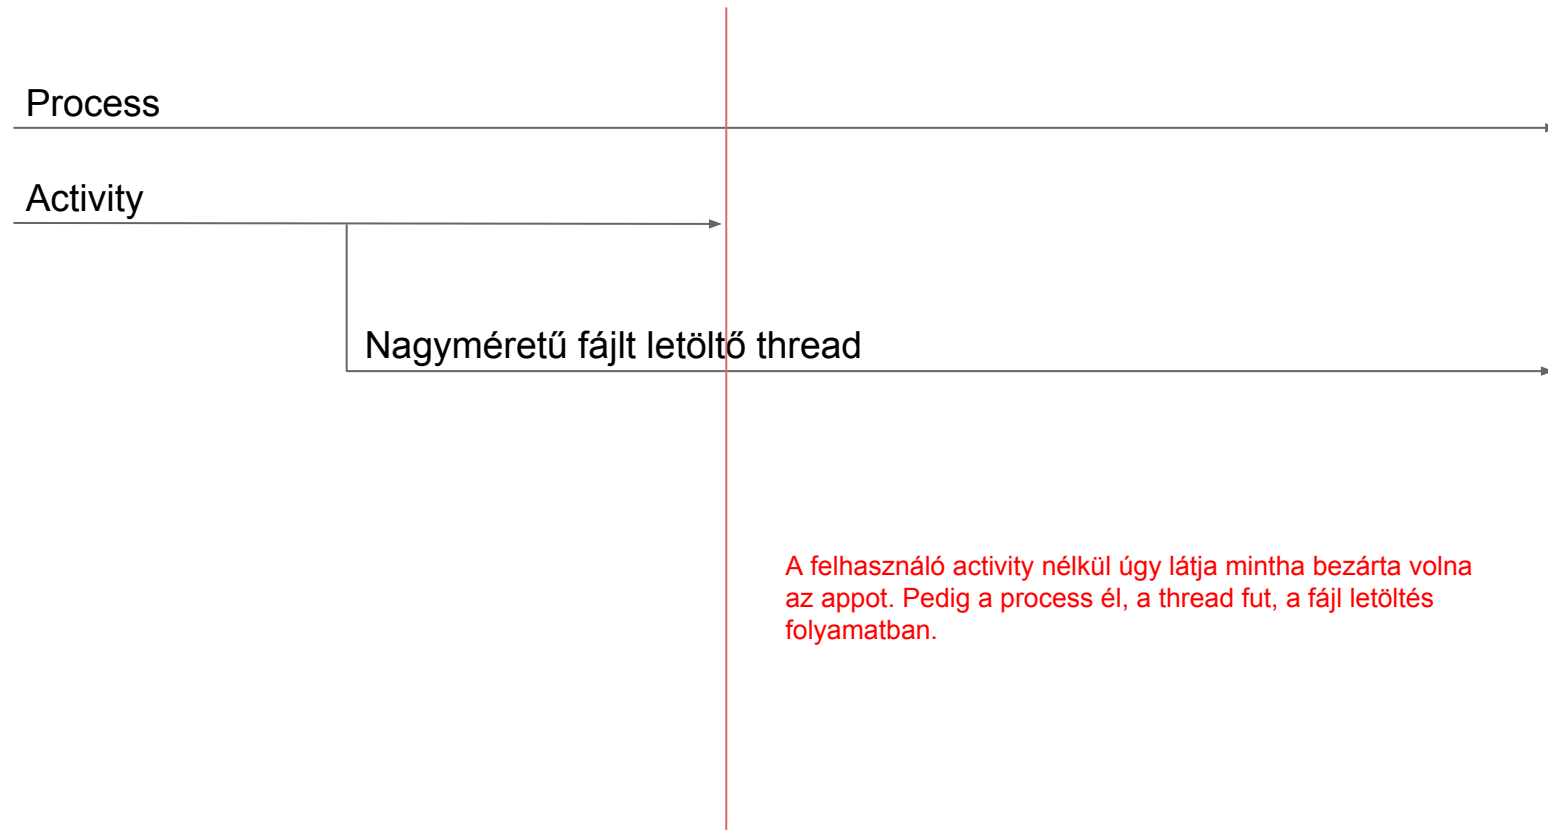 Process
Activity
Nagyméretű fájlt letöltő thread
A felhasználó activity nélkül úgy látja mintha bezárta volna
az appot. Pedig a process él, a thread fut, a fájl letöltés
folyamatban.